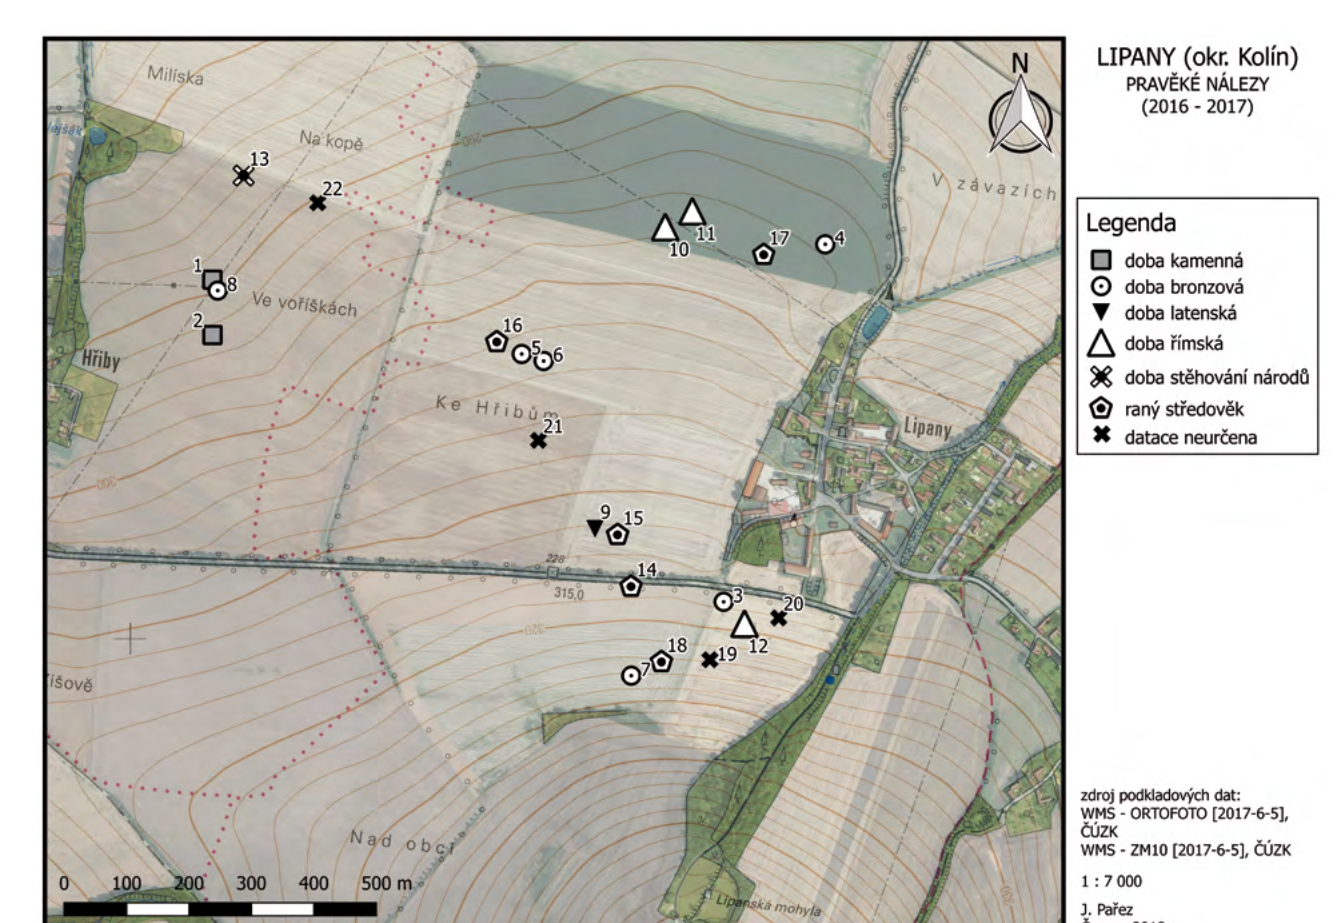 LIPANY (okr. Kolín)
PRAVĚKÉ NÁLEZY
(2016 - 2017)
N
Milíska
Na kopě
13
22
290
11
10
17
4
V závazích
1
8
2
Ve voříškách
Hřiby
16
5
6
Ke Hřibům
21
Lipany
300
9
15
228
14
315,0
3
20
320
12
18
19
7
Nad obcí
Lipanská mohyla
0 100 200 300 400 500 m
Legenda
doba kamenná
doba bronzová
doba latenská
doba římská
doba stěhování národů
raný středověk
datace neurčena
zdroj podkladových dat:
WMS - ORTOFOTO [2017-6-5],
ČÚZK
WMS - ZM10 [2017-6-5], ČÚZK
1 : 7 000
J. Pařez